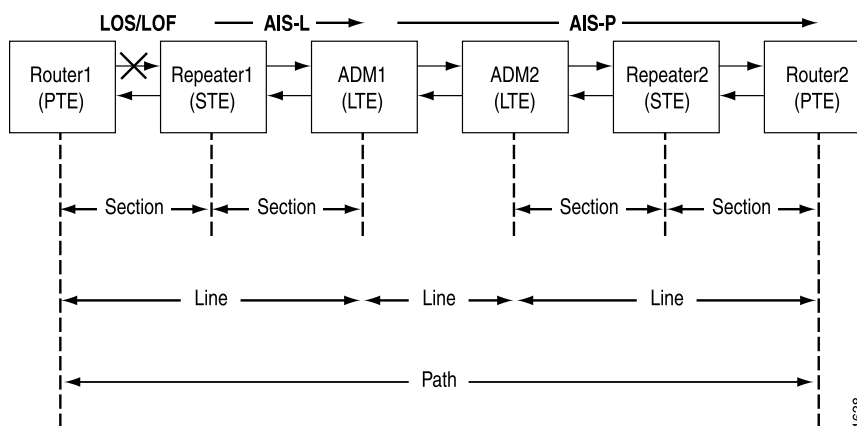 LOS/LOF AIS-L AIS-P
Router1 (PTE)
Repeater1 (STE)
ADM1 (LTE)
ADM2 (LTE)
Repeater2 (STE)
Router2 (PTE)
Section Section Section Section
Line Line Line
Path